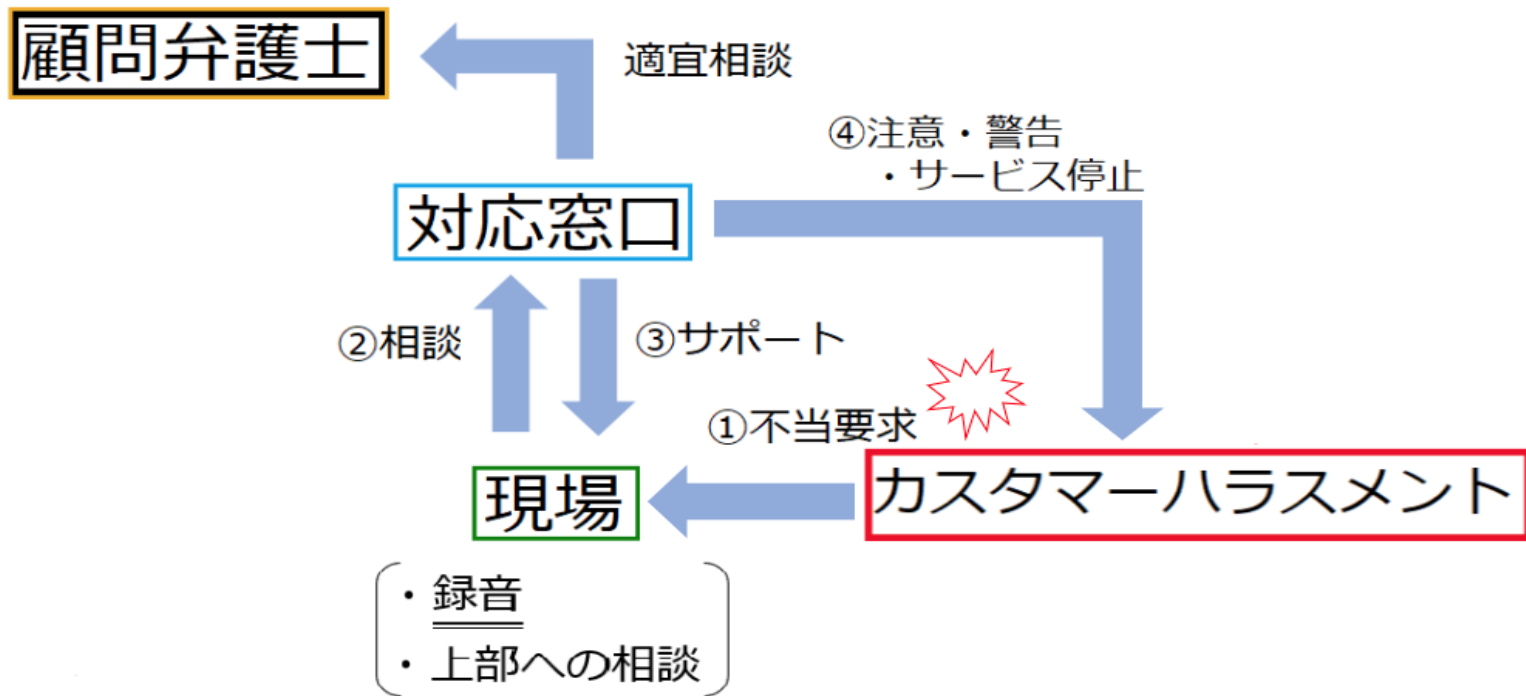 顧問弁護士
適宜相談
④注意・警告
・サービス停止
対応窓口
②相談
③サポート
①不当要求
現場
カスタマーハラスメント
・録音
・上部への相談